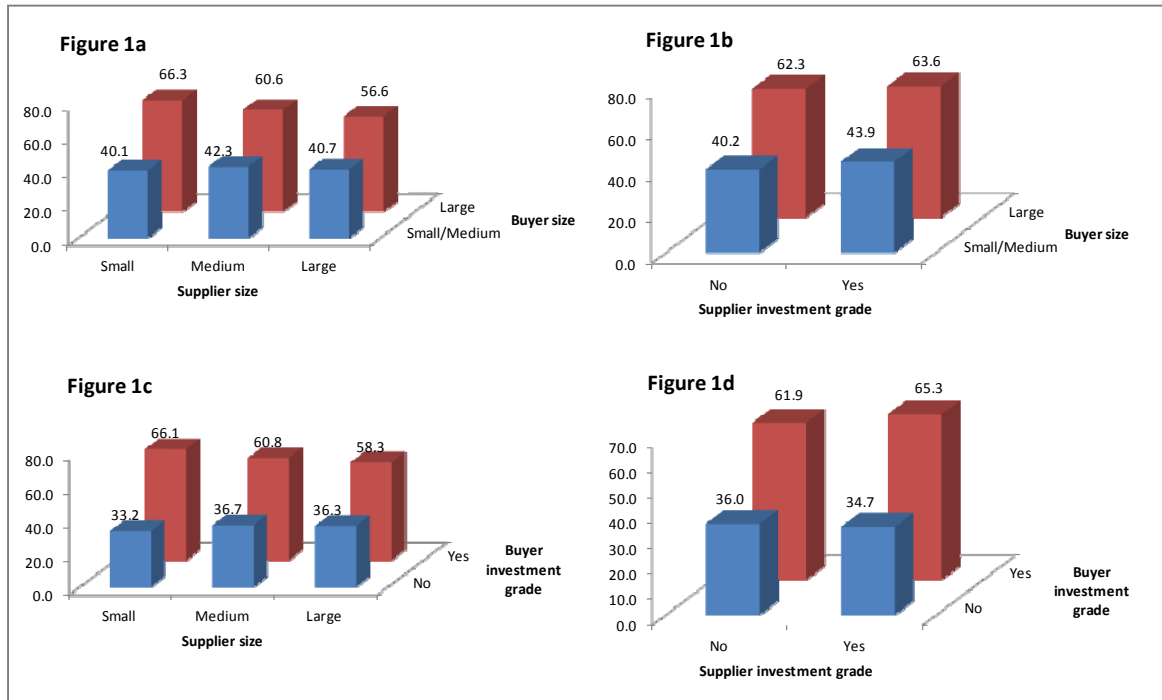 Figure 1a
66.3
60.6
56.6
80.0
60.0
40.0
20.0
0.0
40.1
42.3
40.7
Large
Small/Medium
Buyer size
Small
Medium
Large
Supplier size
Figure 1b
62.3
63.6
80.0
60.0
40.0
20.0
0.0
40.2
43.9
Large
Small/Medium
Buyer size
No
Yes
Supplier investment grade
Figure 1c
66.1
60.8
58.3
80.0
60.0
40.0
20.0
0.0
33.2
36.7
36.3
Yes
No
Buyer
investment
grade
Small
Medium
Large
Supplier size
Figure 1d
61.9
65.3
70.0
60.0
50.0
40.0
30.0
20.0
10.0
0.0
36.0
34.7
Yes
No
Buyer
investment
grade
No
Yes
Supplier investment grade